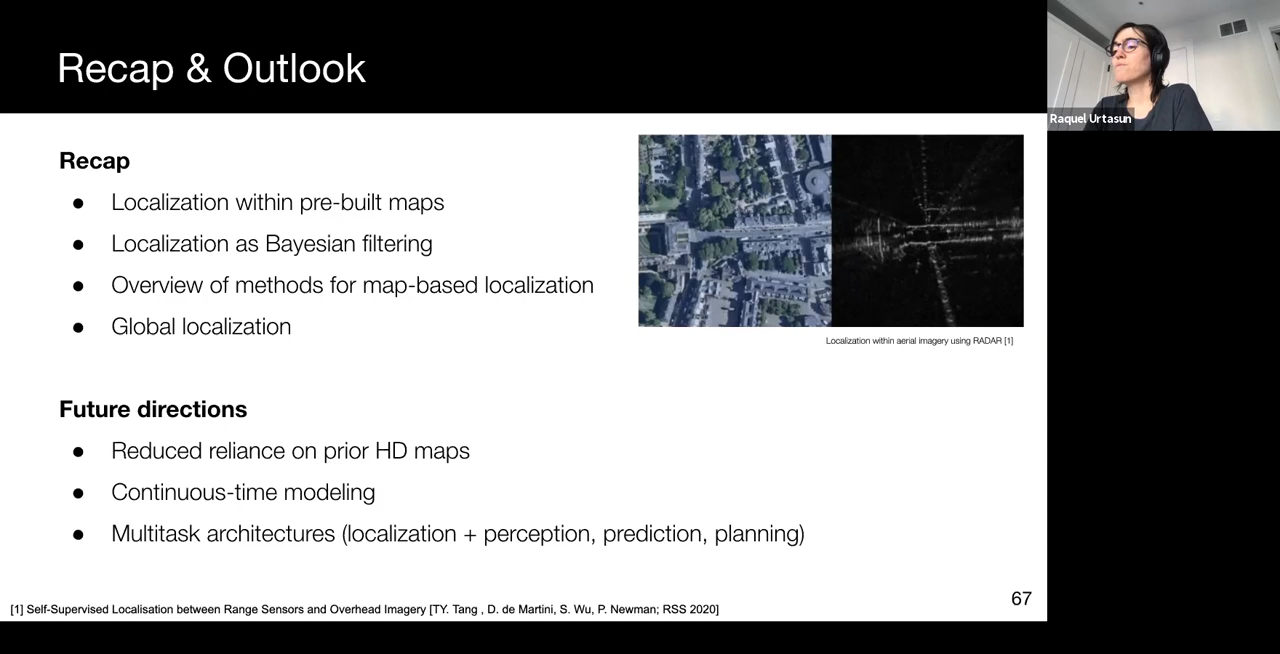 Recap & Outlook
Raquel Urtasun
Recap
● Localization within pre-built maps
● Localization as Bayesian filtering
● Overview of methods for map-based localization
● Global localization
Localization within aerial imagery using RADAR [1]
Future directions
● Reduced reliance on prior HD maps
● Continuous-time modeling
● Multitask architectures (localization + perception, prediction, planning)
67
[1] Self-Supervised Localisation between Range Sensors and Overhead Imagery [TY. Tang , D. de Martini, S. Wu, P. Newman; RSS 2020]